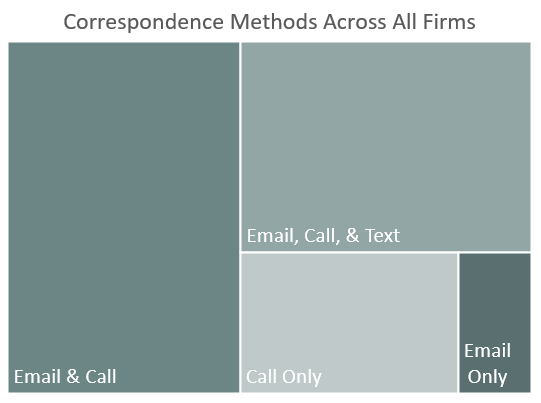 Correspondence Methods Across All Firms
Email, Call, & Text
Email & Call
Call Only
Email
Only